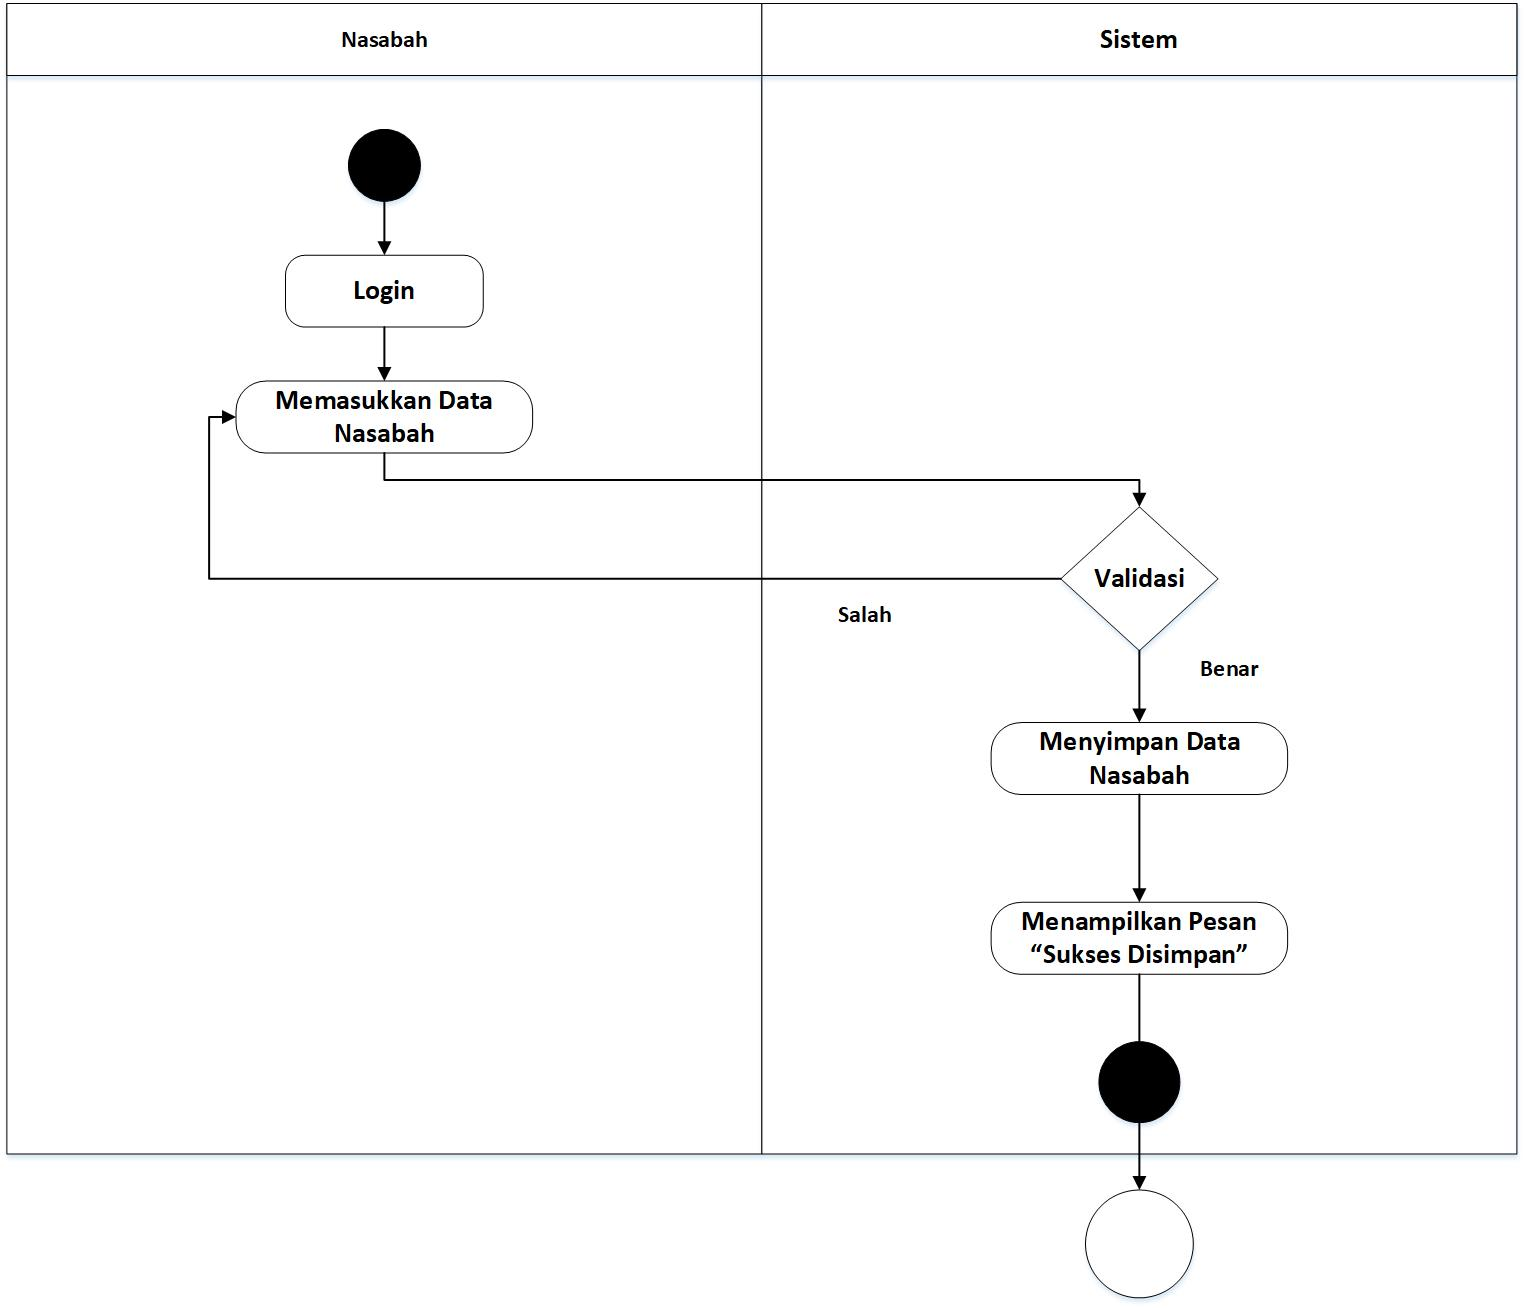 Nasabah
Sistem
Login
Memasukkan Data
Nasabah
Validasi
Salah
Benar
Menyimpan Data
Nasabah
Menampilkan Pesan
“Sukses Disimpan”